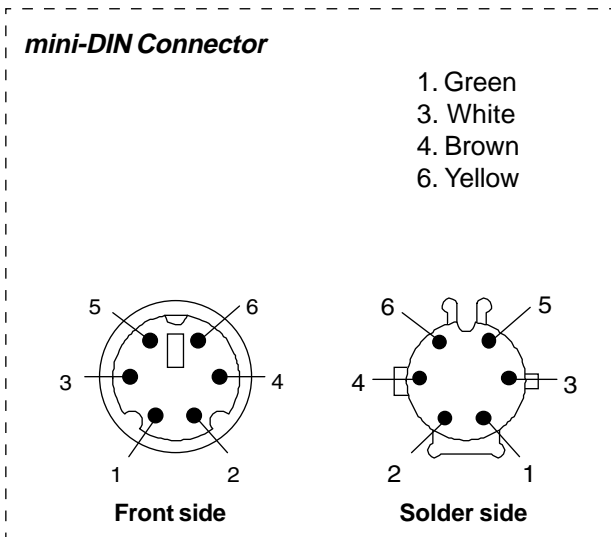 mini-DIN Connector
1. Green
3. White
4. Brown
6. Yellow
5 6 6 5
3 4 4 3
1 2 2 1
Front side Solder side